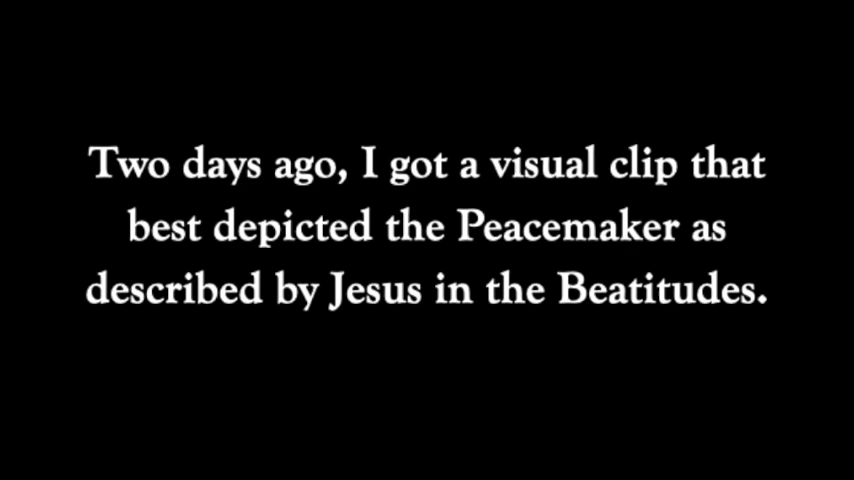 Two days ago, I got a visual clip that
best depicted the Peacemaker as
described by Jesus in the Beatitudes.